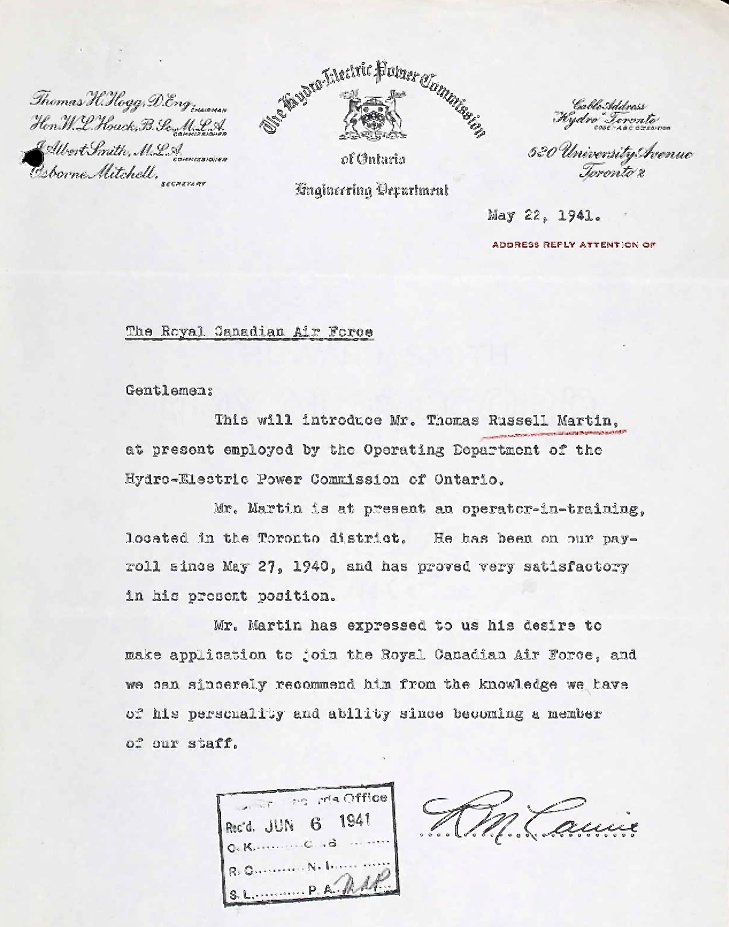 The Hydro-Electric Power Commission
of Ontario
Engineering Department
Thomas H. Hogg, D.Eng. CHAIRMAN
Hon. W. L. Houck, B.Sc., M.L.A. COMMISSIONER
J. Albert Smith, M.L.A. COMMISSIONER
Osborne Mitchell, SECRETARY
Cable Address
"Hydro" Toronto
CODE - A.B.C.
620 University Avenue
Toronto 2
May 22, 1941.
ADDRESS REPLY ATTENTION OF
The Royal Canadian Air Force
Gentlemen:
This will introduce Mr. Thomas Russell Martin,
at present employed by the Operating Department of the
Hydro-Electric Power Commission of Ontario.
Mr. Martin is at present an operator-in-training,
located in the Toronto district. He has been on our pay-
roll since May 27, 1940, and has proved very satisfactory
in his present position.
Mr. Martin has expressed to us his desire to
make application to join the Royal Canadian Air Force, and
we can sincerely recommend him from the knowledge we have
of his personality and ability since becoming a member
of our staff.
Office
Rec'd. JUN 6 1941
O.K. .......... C.S. ..........
R.C. .......... N.I. ..........
S.L. .......... P.A.
R M